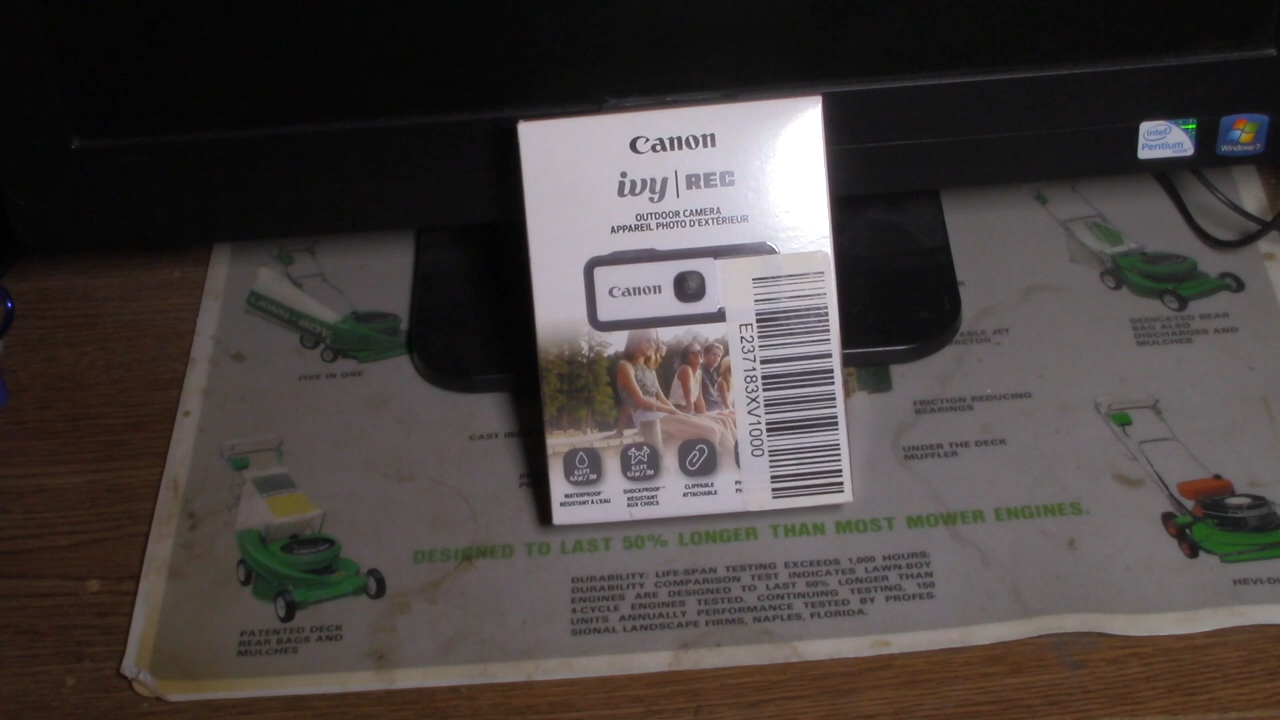 Canon
ivy | REC
OUTDOOR CAMERA
APPAREIL PHOTO D'EXTÉRIEUR
Canon
E237183XV1000
WATERPROOF
RÉSISTANT À L'EAU
SHOCKPROOF
RÉSISTANT
AUX CHOCS
CLIPPABLE
ATTACHABLE
intel
Pentium
Windows 7
LAWN-BOY
FIVE IN ONE
DEDICATED REAR
BAG ALSO
DISCHARGES AND
MULCHES
FRICTION REDUCING
BEARINGS
UNDER THE DECK
MUFFLER
PATENTED DECK
REAR BAGS AND
MULCHES
DESIGNED TO LAST 50% LONGER THAN MOST MOWER ENGINES.
DURABILITY: LIFE-SPAN TESTING EXCEEDS 1,000 HOURS;
DURABILITY COMPARISON TEST INDICATES LAWN-BOY
ENGINES ARE DESIGNED TO LAST 50% LONGER THAN
4-CYCLE ENGINES TESTED. CONTINUING TESTING, 150
UNITS ANNUALLY PERFORMANCE TESTED BY PROFES-
SIONAL LANDSCAPE FIRMS, NAPLES, FLORIDA.